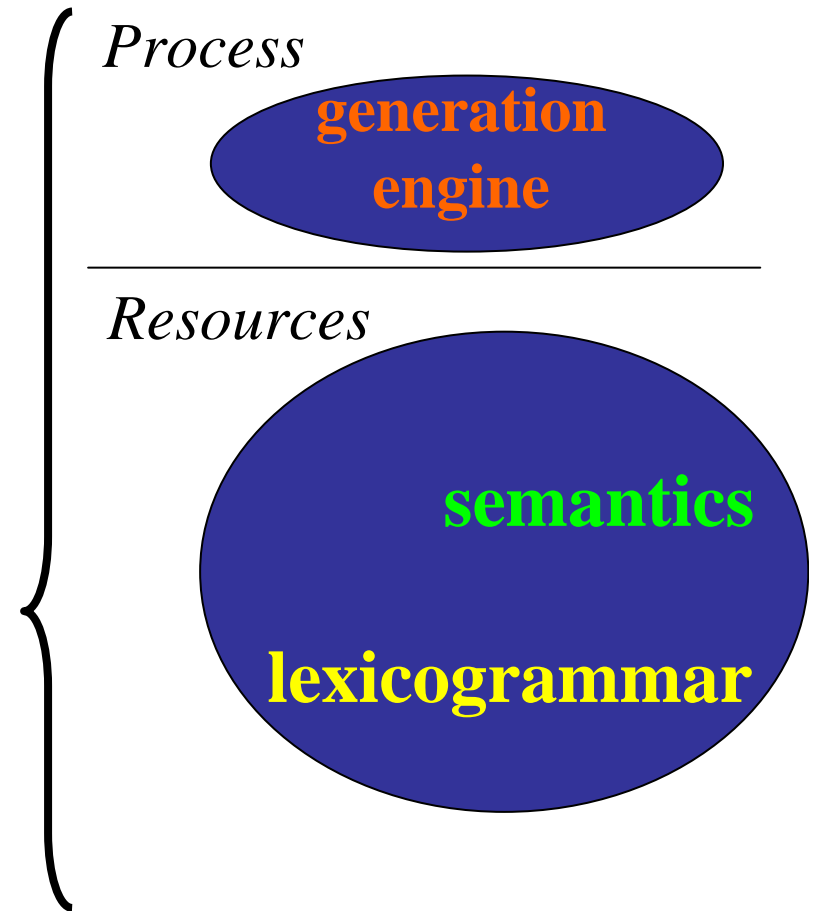 Process
generation
engine
Resources
semantics
lexicogrammar